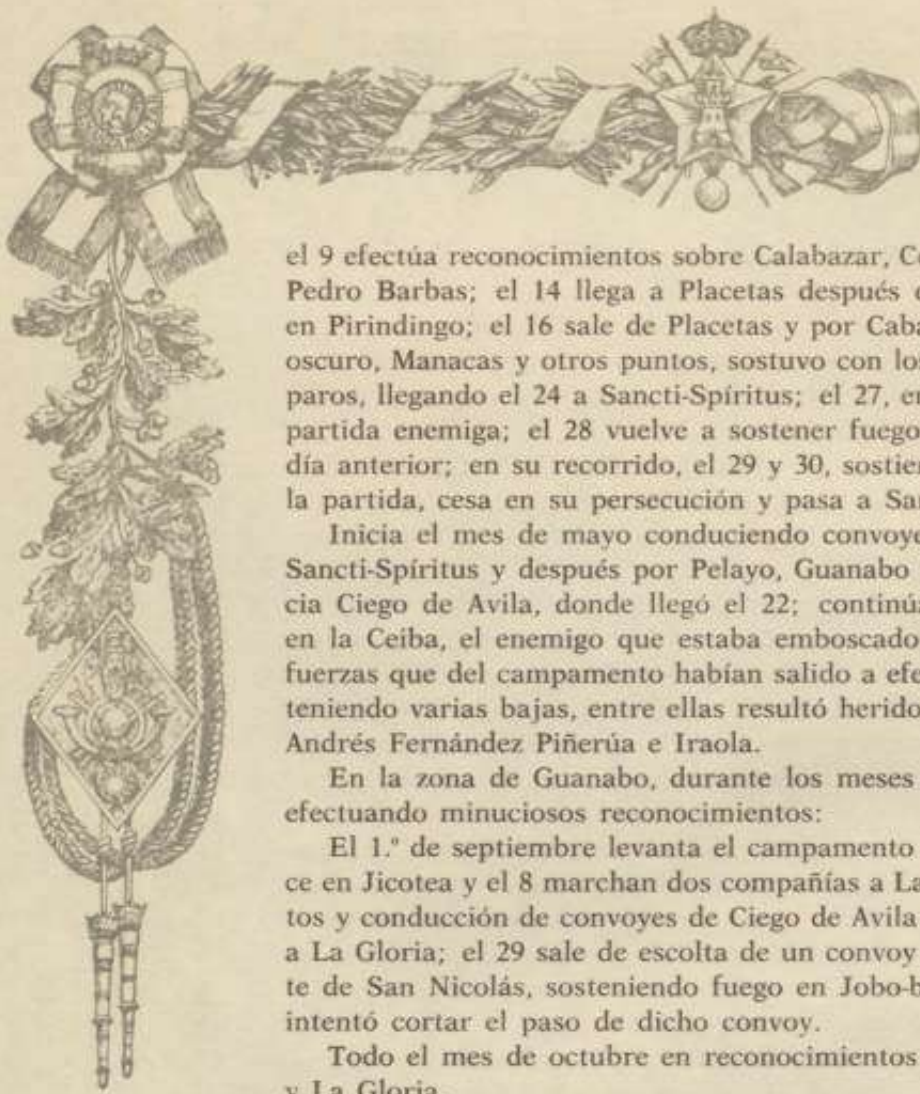 el 9 efectúa reconocimientos sobre Calabazar,
Pedro Barbas; el 14 llega a Placetas después
en Pirindingo; el 16 sale de Placetas y por
oscuro, Manacas y otros puntos, sostuvo con
paros, llegando el 24 a Sancti-Spíritus; el 27,
partida enemiga; el 28 vuelve a sostener fuego
día anterior; en su recorrido, el 29 y 30,
la partida, cesa en su persecución y pasa a
Inicia el mes de mayo conduciendo
Sancti-Spíritus y después por Pelayo, Guanabo
cia Ciego de Avila, donde llegó el 22;
en la Ceiba, el enemigo que estaba emboscado
fuerzas que del campamento habían salido a
teniendo varias bajas, entre ellas resultó herido
Andrés Fernández Piñerúa e Iraola.
En la zona de Guanabo, durante los meses
efectuando minuciosos reconocimientos:
El 1.º de septiembre levanta el campamento
ce en Jicotea y el 8 marchan dos compañías a
tos y conducción de convoyes de Ciego de Avila
a La Gloria; el 29 sale de escolta de un convoy
te de San Nicolás, sosteniendo fuego en
intentó cortar el paso de dicho convoy.
Todo el mes de octubre en reconocimientos
y La Gloria